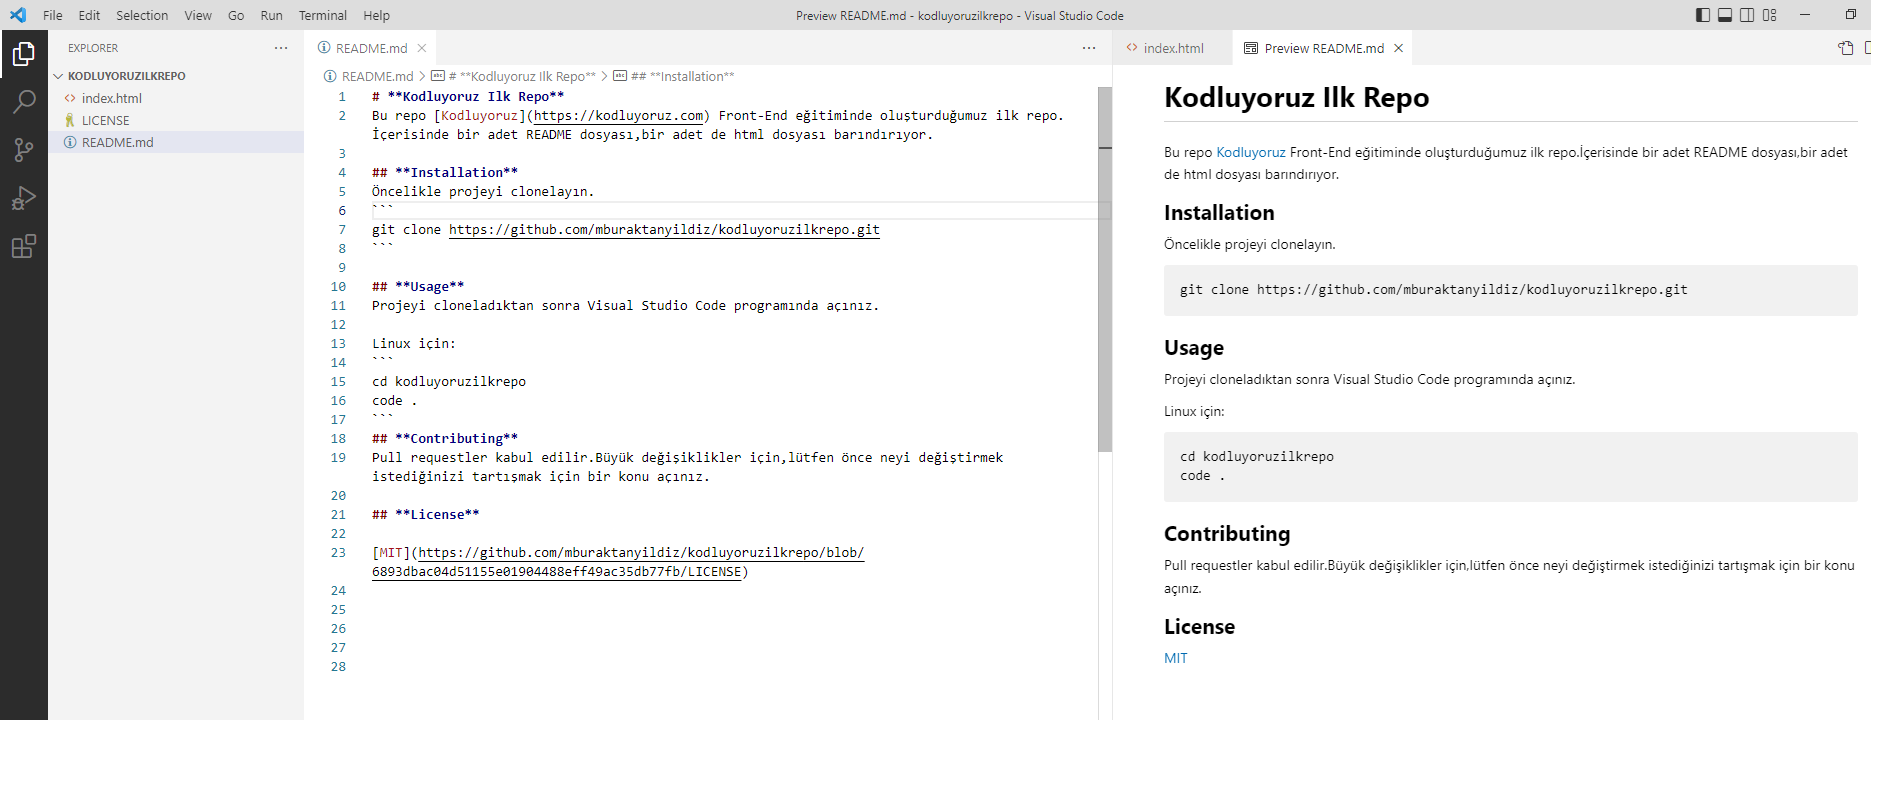 File Edit Selection View Go Run Terminal Help
Preview README.md - kodluyoruzilkrepo - Visual Studio Code
EXPLORER
KODLUYORUZILKREPO
index.html
LICENSE
README.md
README.md
README.md > # **Kodluyoruz Ilk Repo** > ## **Installation**
1 # **Kodluyoruz Ilk Repo**
2 Bu repo [Kodluyoruz](https://kodluyoruz.com) Front-End eğitiminde oluşturduğumuz ilk repo.
İçerisinde bir adet README dosyası,bir adet de html dosyası barındırıyor.
3
4 ## **Installation**
5 Öncelikle projeyi clonelayın.
6 ```
7 git clone https://github.com/mburaktanyildiz/kodluyoruzilkrepo.git
8 ```
9
10 ## **Usage**
11 Projeyi cloneladıktan sonra Visual Studio Code programında açınız.
12
13 Linux için:
14 ```
15 cd kodluyoruzilkrepo
16 code .
17 ```
18 ## **Contributing**
19 Pull requestler kabul edilir.Büyük değişiklikler için,lütfen önce neyi değiştirmek
istediğinizi tartışmak için bir konu açınız.
20
21 ## **License**
22
23 [MIT](https://github.com/mburaktanyildiz/kodluyoruzilkrepo/blob/
6893dbac04d51155e01904488eff49ac35db77fb/LICENSE)
24
25
26
27
28
index.html
Preview README.md
Kodluyoruz Ilk Repo
Bu repo Kodluyoruz Front-End eğitiminde oluşturduğumuz ilk repo.İçerisinde bir adet README dosyası,bir adet
de html dosyası barındırıyor.
Installation
Öncelikle projeyi clonelayın.
git clone https://github.com/mburaktanyildiz/kodluyoruzilkrepo.git
Usage
Projeyi cloneladıktan sonra Visual Studio Code programında açınız.
Linux için:
cd kodluyoruzilkrepo
code .
Contributing
Pull requestler kabul edilir.Büyük değişiklikler için,lütfen önce neyi değiştirmek istediğinizi tartışmak için bir konu
açınız.
License
MIT